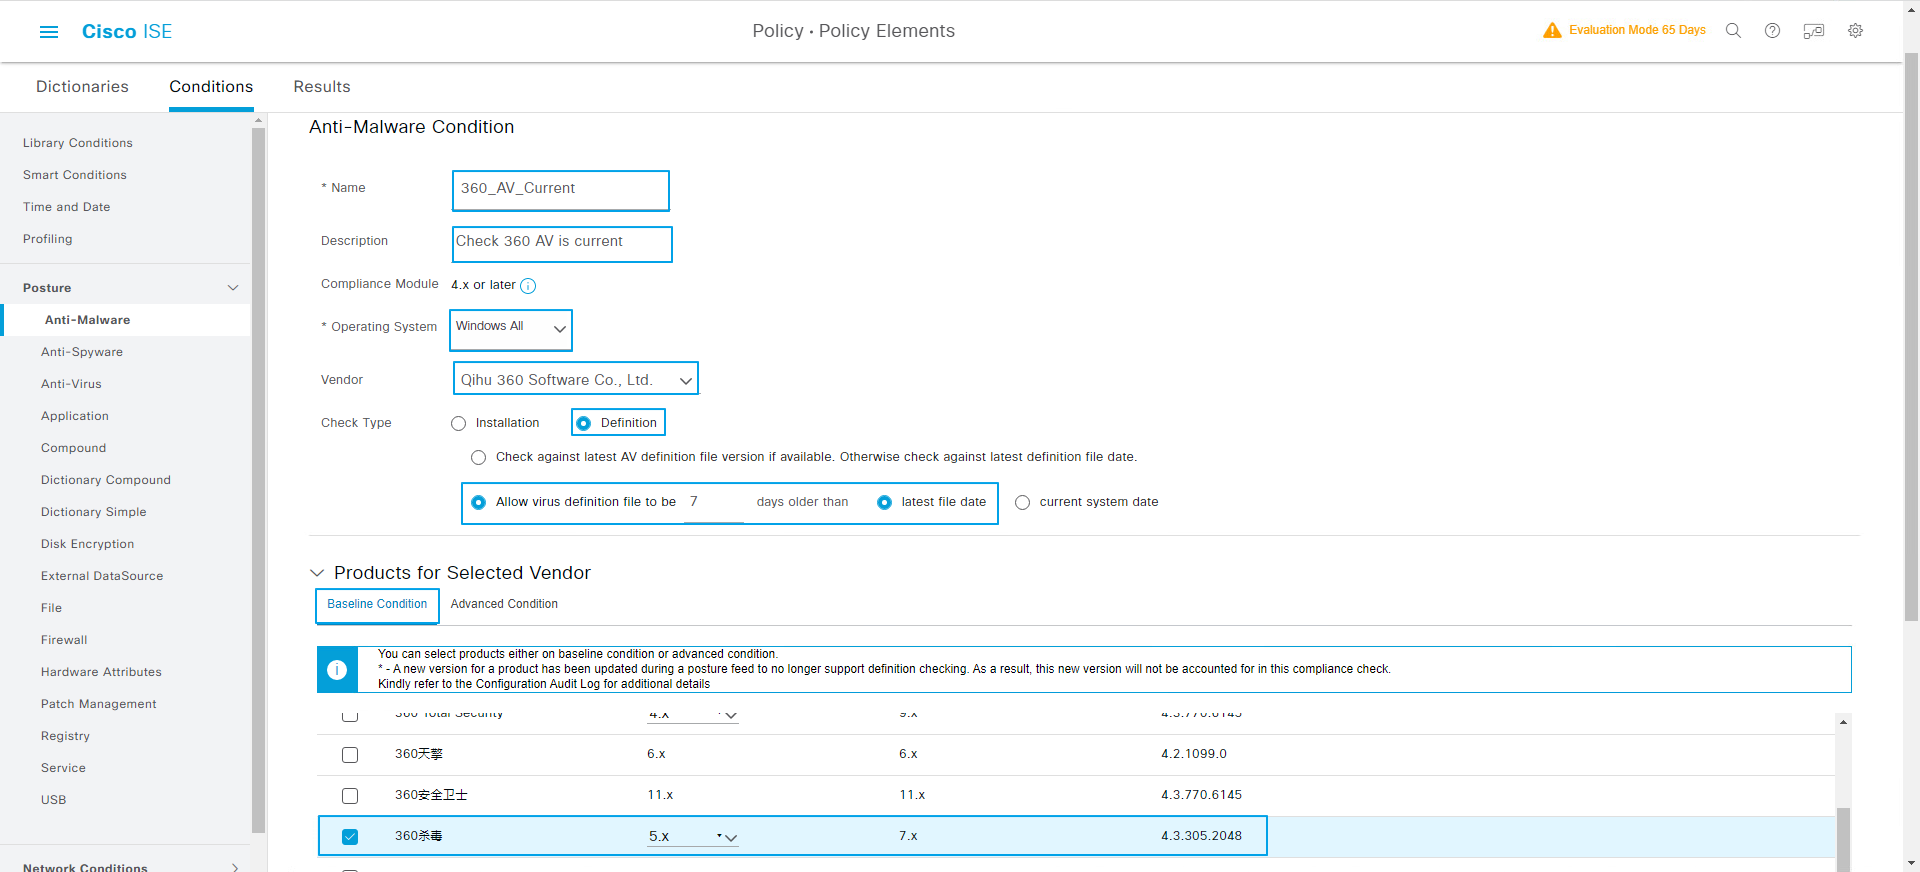 Cisco ISE
Policy · Policy Elements
Evaluation Mode 65 Days
Dictionaries
Conditions
Results
Library Conditions
Smart Conditions
Time and Date
Profiling
Posture
Anti-Malware
Anti-Spyware
Anti-Virus
Application
Compound
Dictionary Compound
Dictionary Simple
Disk Encryption
External DataSource
File
Firewall
Hardware Attributes
Patch Management
Registry
Service
USB
Network Conditions
Anti-Malware Condition
* Name 360_AV_Current
Description Check 360 AV is current
Compliance Module 4.x or later
* Operating System Windows All
Vendor Qihu 360 Software Co., Ltd.
Check Type Installation Definition
Check against latest AV definition file version if available. Otherwise check against latest definition file date.
Allow virus definition file to be 7 days older than latest file date current system date
Products for Selected Vendor
Baseline Condition Advanced Condition
You can select products either on baseline condition or advanced condition.
* - A new version for a product has been updated during a posture feed to no longer support definition checking. As a result, this new version will not be accounted for in this compliance check.
Kindly refer to the Configuration Audit Log for additional details
360 Total Security 4.x 9.x 4.3.770.6145
360天擎 6.x 6.x 4.2.1099.0
360安全卫士 11.x 11.x 4.3.770.6145
360杀毒 5.x 7.x 4.3.305.2048